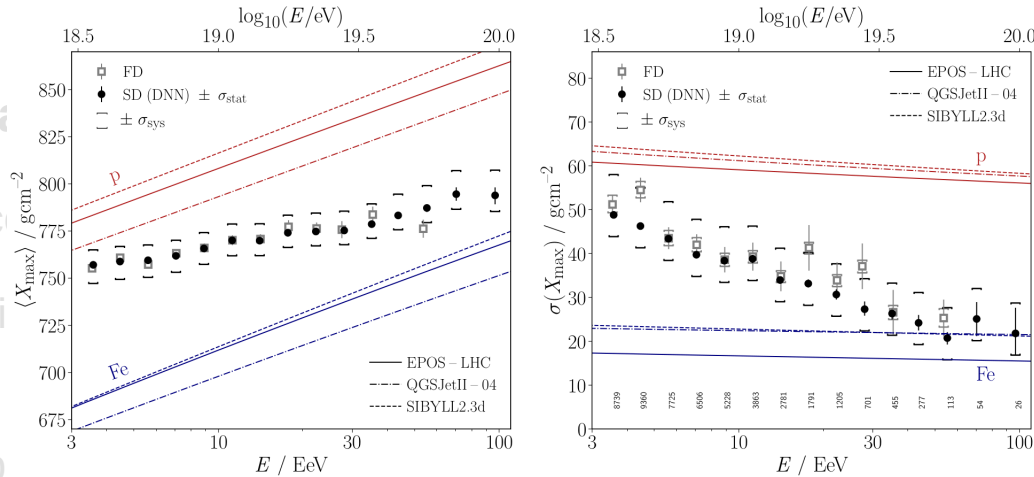 log₁₀(E/eV)
18.5 19.0 19.5 20.0
⟨Xmax⟩ / gcm⁻²
850
825
800
775
750
725
700
675
FD
SD (DNN) ± σstat
± σsys
p
Fe
EPOS – LHC
QGSJetII – 04
SIBYLL2.3d
3 10 30 100
E / EeV
log₁₀(E/eV)
18.5 19.0 19.5 20.0
σ(Xmax) / gcm⁻²
80
70
60
50
40
30
20
10
0
FD
SD (DNN) ± σstat
± σsys
EPOS – LHC
QGSJetII – 04
SIBYLL2.3d
p
Fe
8739 9360 7725 6506 5228 3863 2781 1791 1205 701 455 277 113 54 26
3 10 30 100
E / EeV